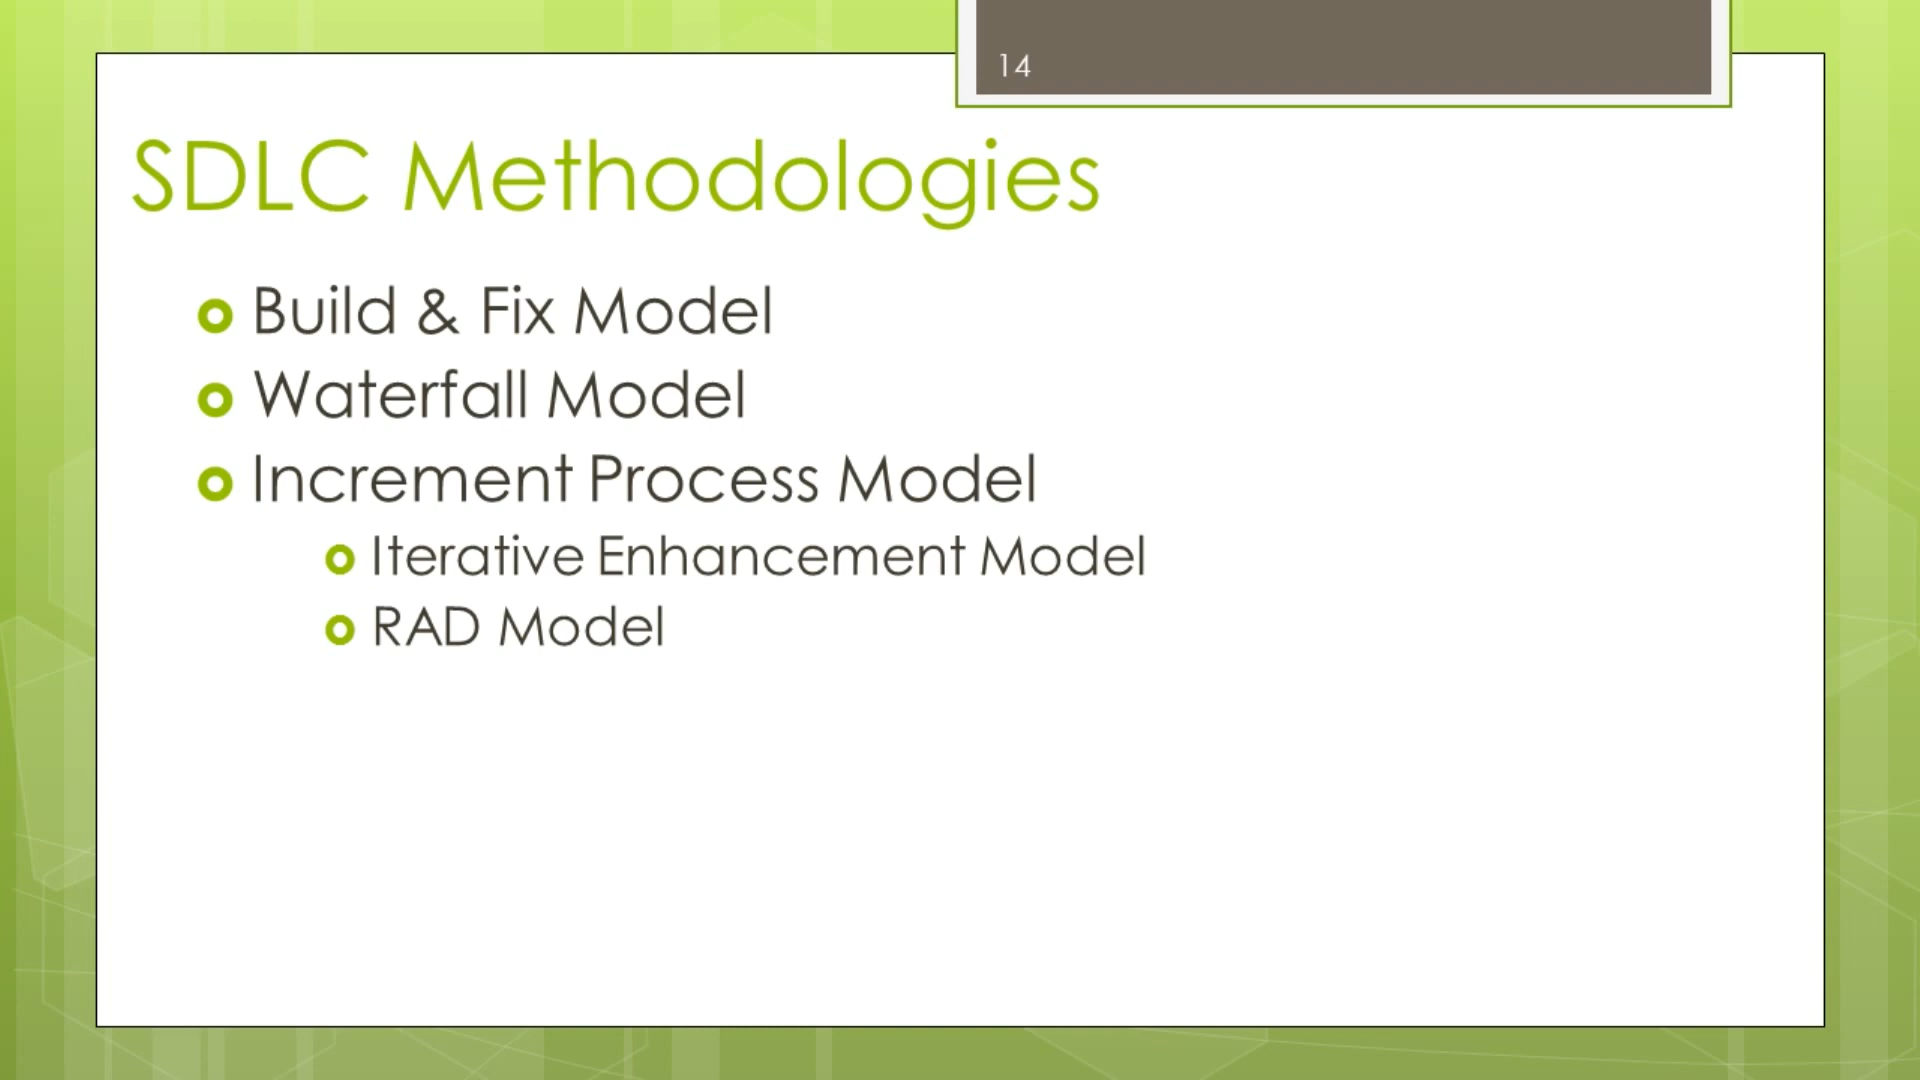 14
SDLC Methodologies
Build & Fix Model
Waterfall Model
Increment Process Model
Iterative Enhancement Model
RAD Model